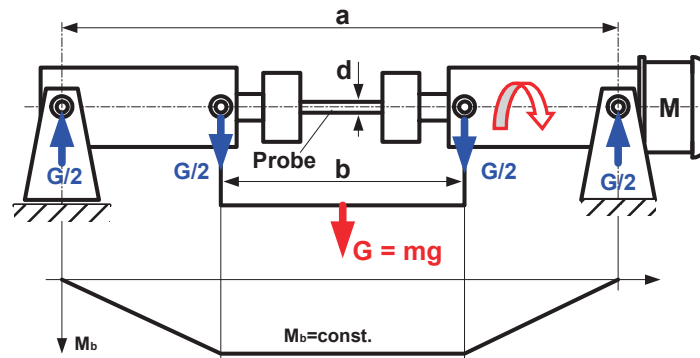 a
d
M
Probe
G/2
G/2
b
G/2
G/2
G = mg
Mb=const.
Mb